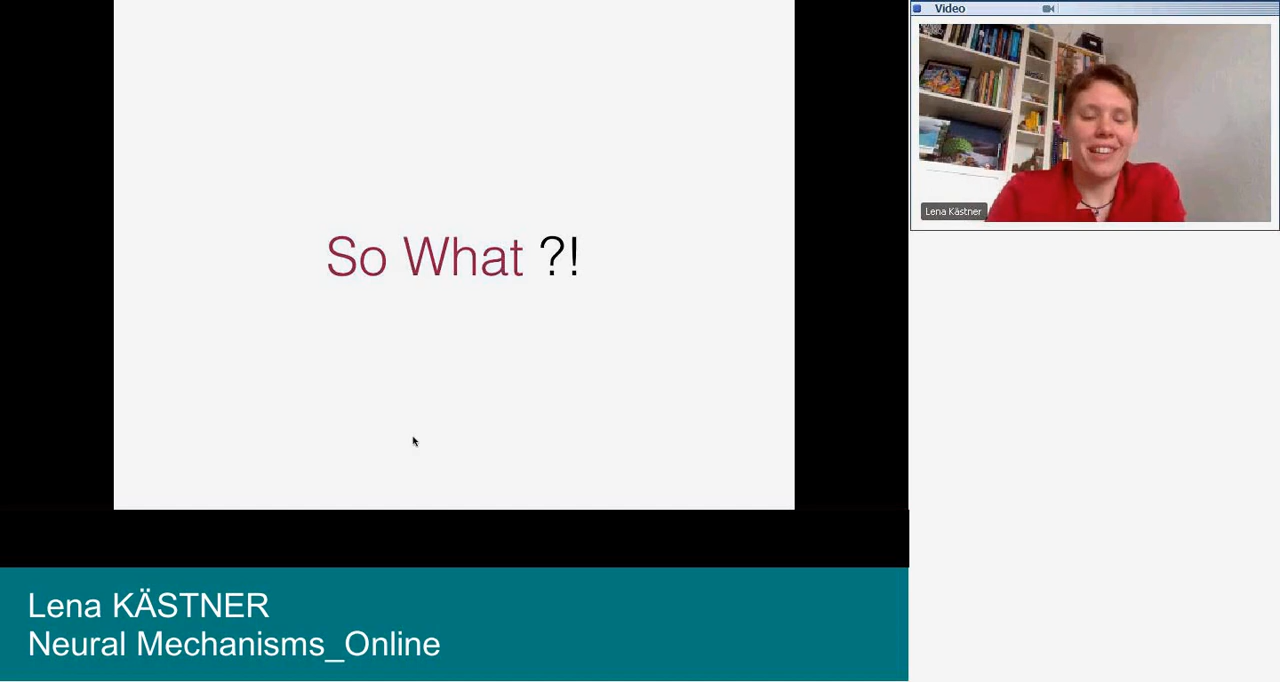 Video
Lena Kästner
So What ?!
Lena KÄSTNER
Neural Mechanisms_Online